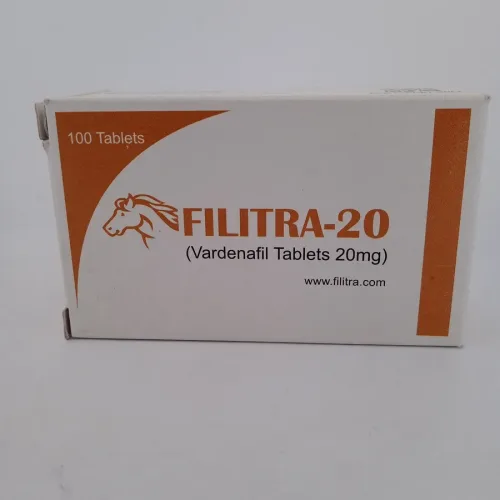 100 Tablets
FILITRA-20
(Vardenafil Tablets 20mg)
www.filitra.com